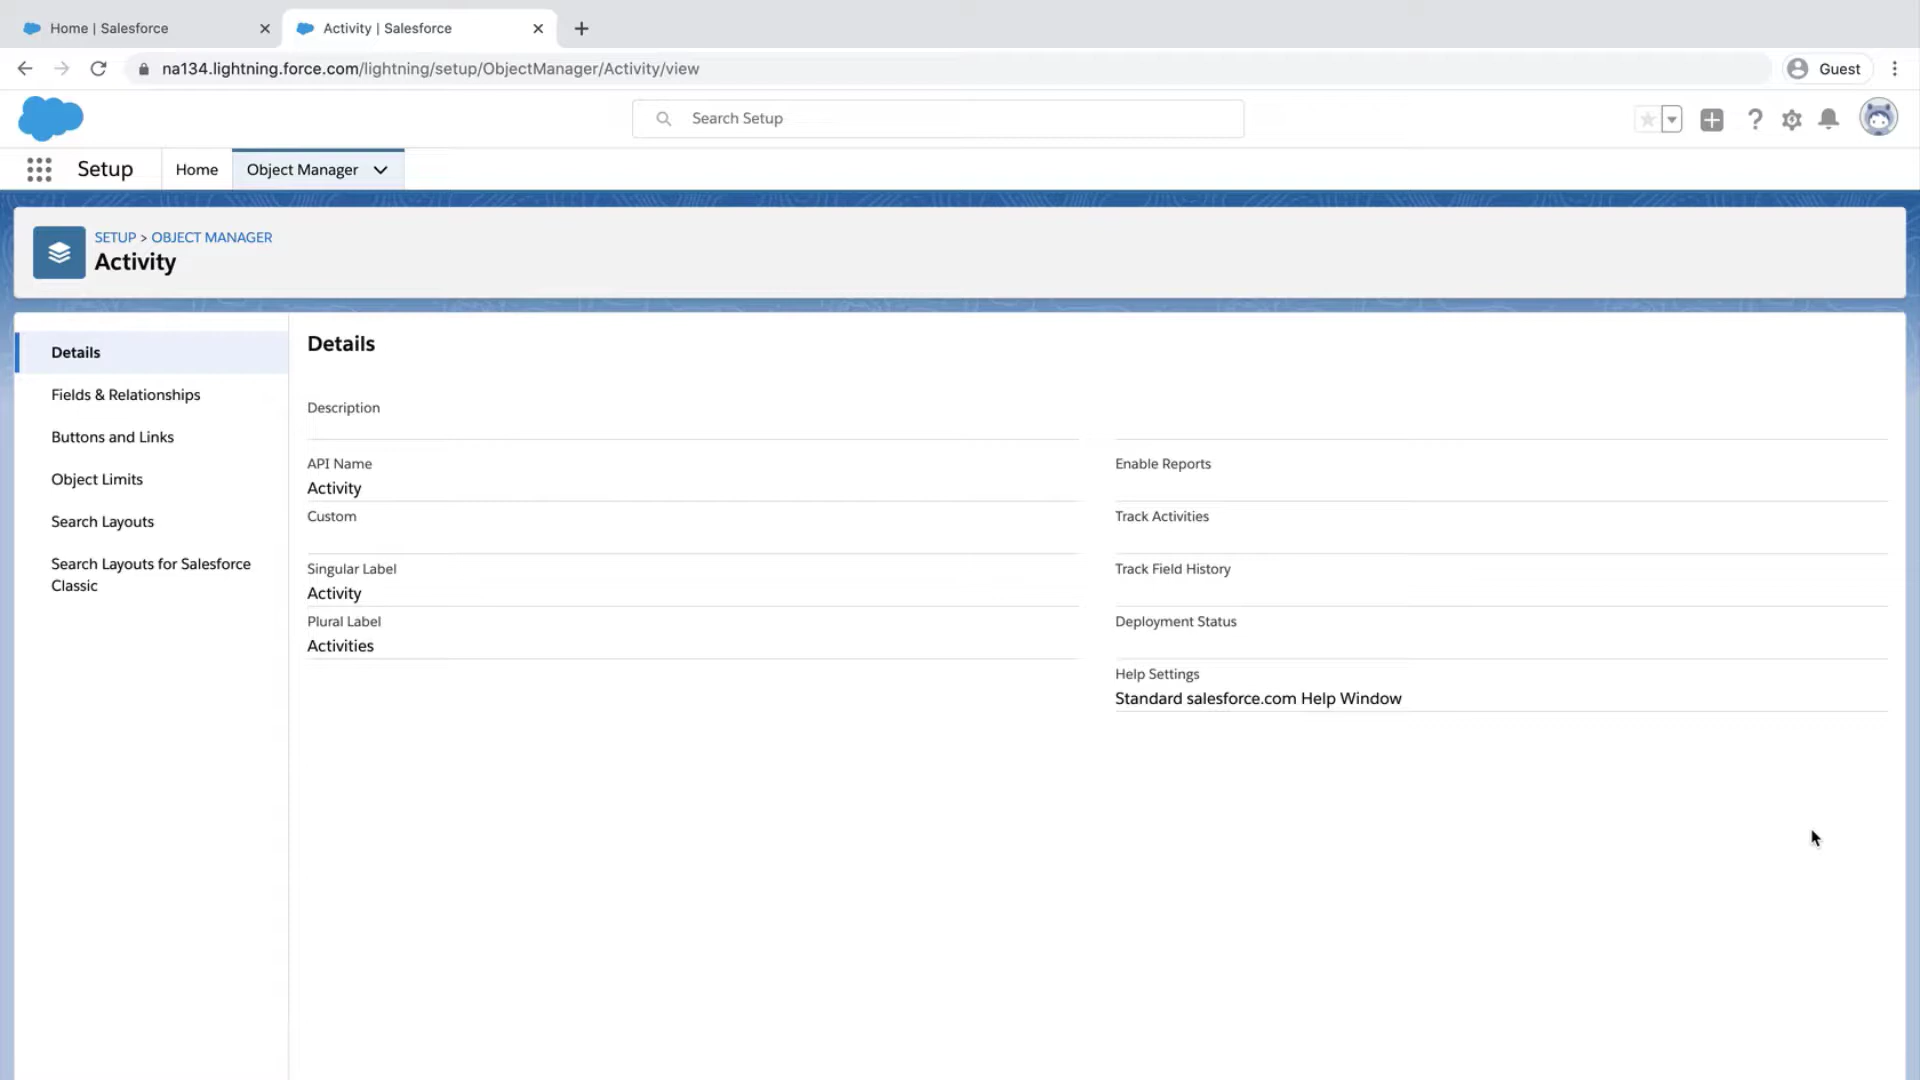 Home | Salesforce
Activity | Salesforce
na134.lightning.force.com/lightning/setup/ObjectManager/Activity/view
Guest
Search Setup
Setup
Home
Object Manager
SETUP > OBJECT MANAGER
Activity
Details
Fields & Relationships
Buttons and Links
Object Limits
Search Layouts
Search Layouts for Salesforce
Classic
Details
Description
API Name
Activity
Custom
Singular Label
Activity
Plural Label
Activities
Enable Reports
Track Activities
Track Field History
Deployment Status
Help Settings
Standard salesforce.com Help Window